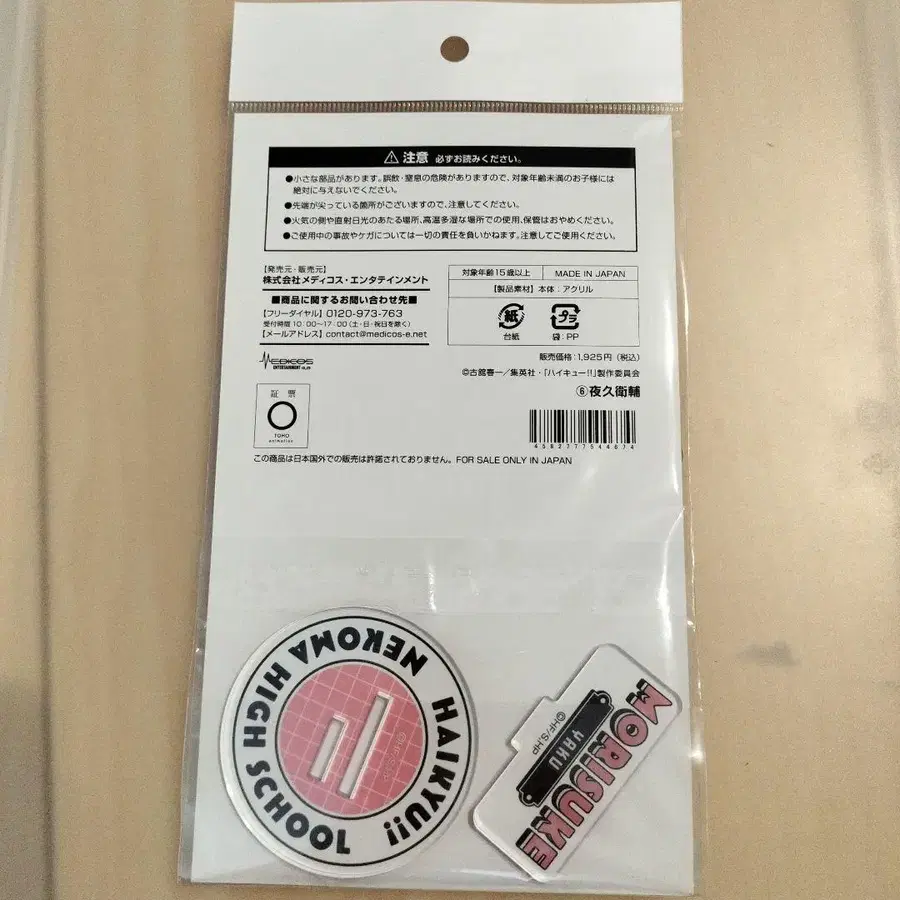 ⚠注意 必ずお読みください。
●小さな部品があります。誤飲・窒息の危険がありますので、対象年齢未満のお子様には
絶対に与えないでください。
●先端が尖っている箇所がございますので、注意してください。
●火気の側や直射日光のあたる場所、高温多湿な場所での使用、保管はおやめください。
●ご使用中の事故やケガについては一切の責任を負いかねます。注意してご使用ください。
【発売元・販売元】
株式会社メディコス・エンタテインメント
■商品に関するお問い合わせ先■
【フリーダイヤル】0120-973-763
受付時間 10:00~17:00(土・日・祝日を除く)
【メールアドレス】contact@medicos-e.net
MEDICOS
ENTERTAINMENT CO.,LTD
対象年齢15歳以上 MADE IN JAPAN
【製品素材】本体:アクリル
紙 プラ
台紙 袋:PP
販売価格:1,925円(税込)
©古舘春一/集英社・「ハイキュー!!」製作委員会
⑥夜久衛輔
証票
TOHO
animation
4582777544874
この商品は日本国外での販売は許諾されておりません。FOR SALE ONLY IN JAPAN
HAIKYU!!
NEKOMA HIGH SCHOOL
©HF/S,HP
MORISUKE
YAKU
©HF/S,HP